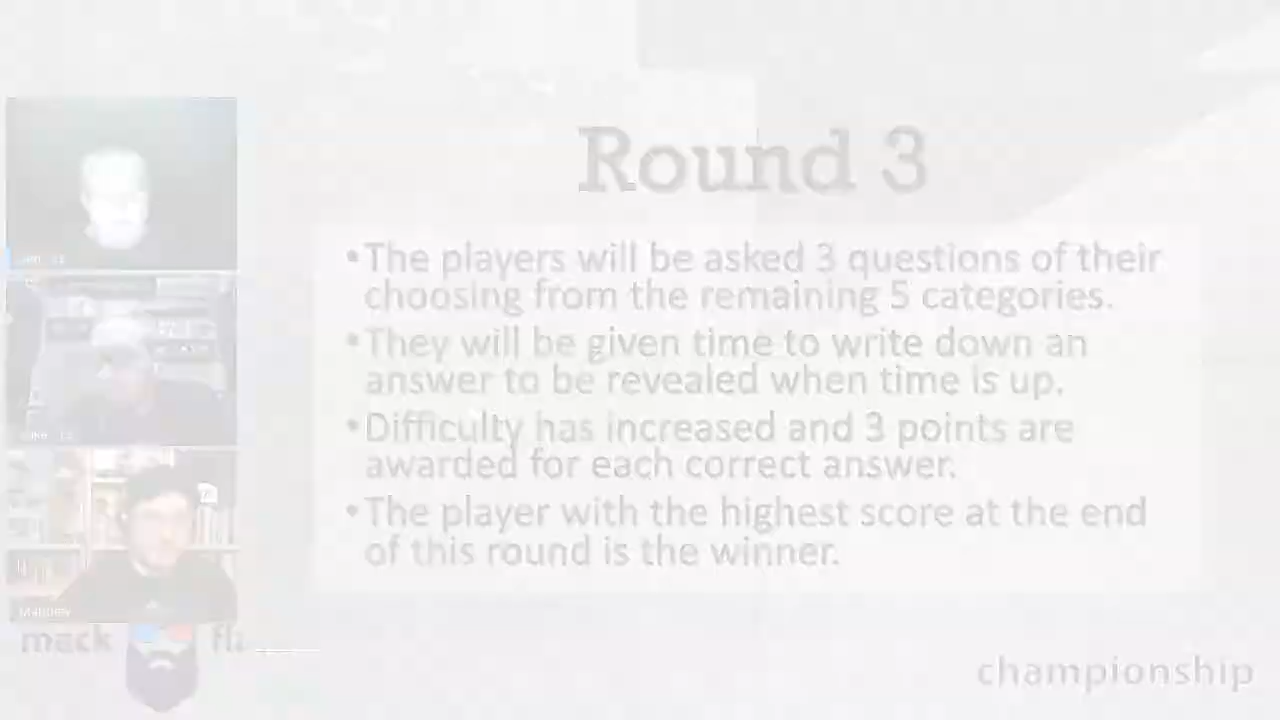 Round 3
•The players will be asked 3 questions of their
choosing from the remaining 5 categories.
•They will be given time to write down an
answer to be revealed when time is up.
•Difficulty has increased and 3 points are
awarded for each correct answer.
•The player with the highest score at the end
of this round is the winner.
Matthew
mack fli
championship